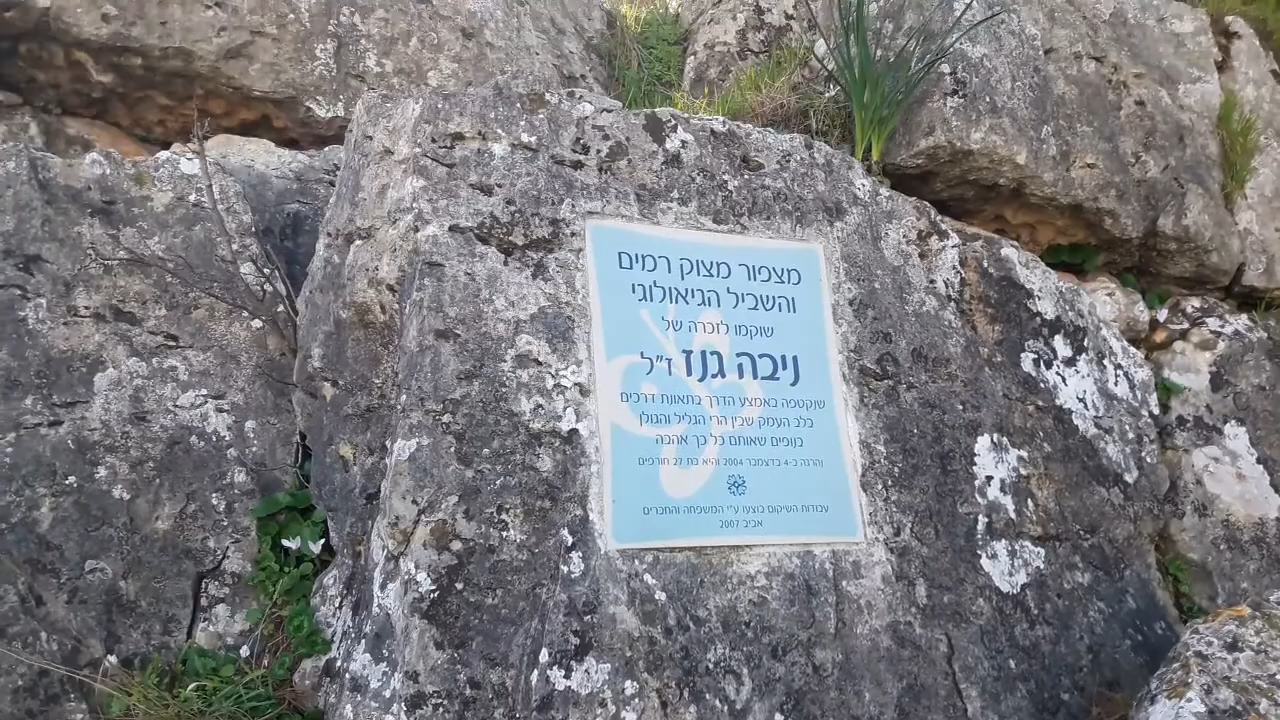 מצפור מצוק רמים
והשביל הגיאולוגי
שוקמו לזכרה של
ניבה גנז ז"ל
שנקטפה באמצע הדרך בתאונת דרכים
בלב העמק שבין הרי הגליל והגולן
בנופים שאותם כל כך אהבה
נהרגה ב-4 בדצמבר 2004 והיא בת 27 חורפים
עבודות השיקום בוצעו ע"י המשפחה והחברים
אביב 2007